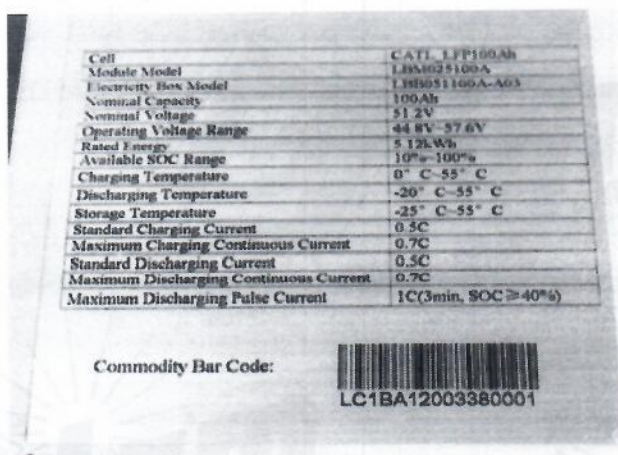 Cell CATL LFP100Ah
Module Model LBM025100A
Electricity Box Model LBB051100A-A03
Nominal Capacity 100Ah
Nominal Voltage 51.2V
Operating Voltage Range 44.8V~57.6V
Rated Energy 5.12kWh
Available SOC Range 10%~100%
Charging Temperature 0° C~55° C
Discharging Temperature -20° C~55° C
Storage Temperature -25° C~55° C
Standard Charging Current 0.5C
Maximum Charging Continuous Current 0.7C
Standard Discharging Current 0.5C
Maximum Discharging Continuous Current 0.7C
Maximum Discharging Pulse Current 1C(3min, SOC≥40%)
Commodity Bar Code:
LC1BA12003380001